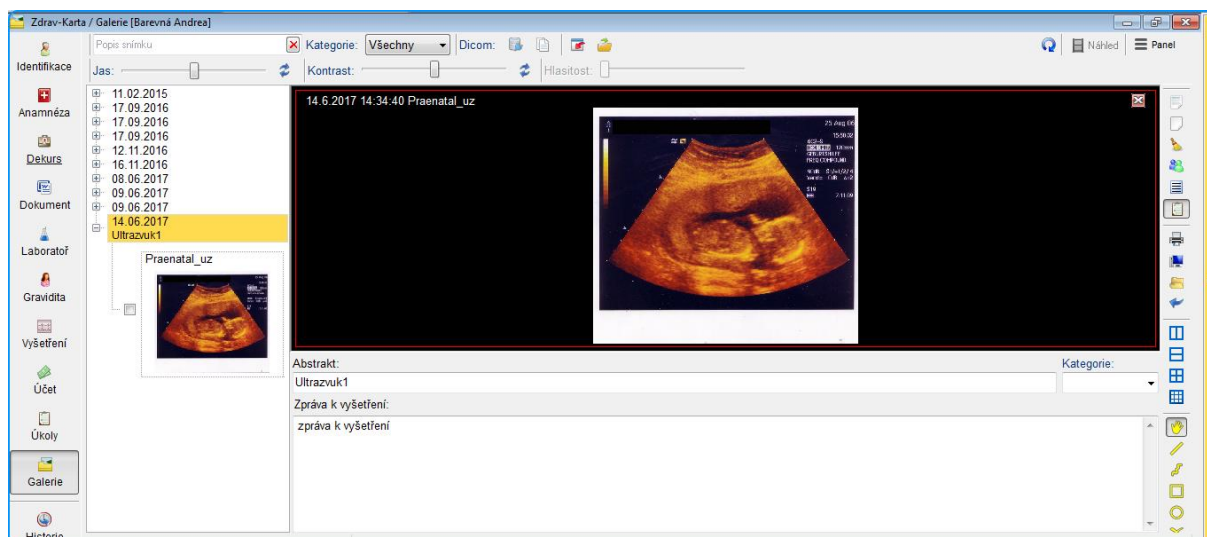 Zdrav-Karta / Galerie [Barevná Andrea]
Popis snímku
Kategorie: Všechny Dicom: Náhled Panel
Jas: Kontrast: Hlasitost:
Identifikace
Anamnéza
Dekurs
Dokument
Laboratoř
Gravidita
Vyšetření
Účet
Úkoly
Galerie
Historie
11.02.2015
17.09.2016
17.09.2016
17.09.2016
12.11.2016
16.11.2016
08.06.2017
09.06.2017
09.06.2017
14.06.2017
Ultrazvuk1
Praenatal_uz
14.6.2017 14:34:40 Praenatal_uz
25 Aug
Abstrakt: Kategorie:
Ultrazvuk1
Zpráva k vyšetření:
zpráva k vyšetření